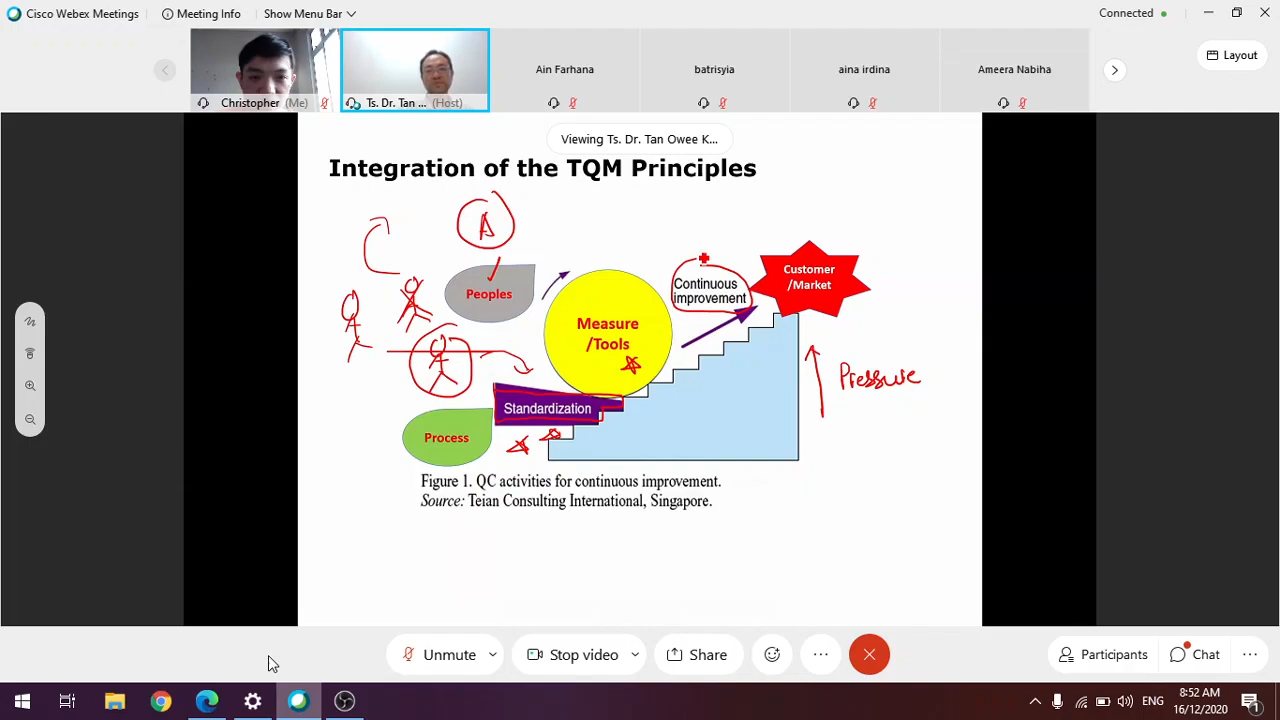 Cisco Webex Meetings
Meeting Info
Show Menu Bar
Connected
Christopher (Me)
Ts. Dr. Tan ... (Host)
Ain Farhana
batrisyia
aina irdina
Ameera Nabiha
Layout
Viewing Ts. Dr. Tan Owee K...
Integration of the TQM Principles
A
Peoples
Measure
/Tools
Continuous
improvement
Customer
/Market
Pressure
Standardization
Process
Figure 1. QC activities for continuous improvement.
Source: Teian Consulting International, Singapore.
Unmute
Stop video
Share
Participants
Chat
ENG
8:52 AM
16/12/2020
1